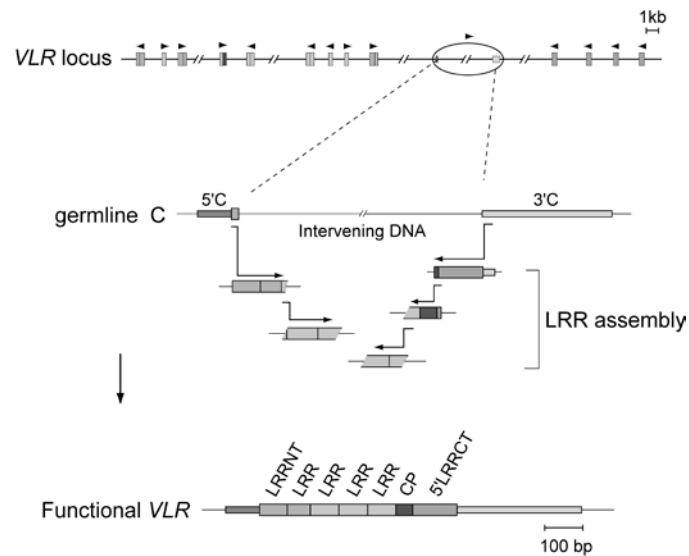 1kb
VLR locus
5'C
3'C
germline C
Intervening DNA
LRR assembly
LRRNT
LRR
LRR
LRR
LRR
CP
5'LRRCT
Functional VLR
100 bp